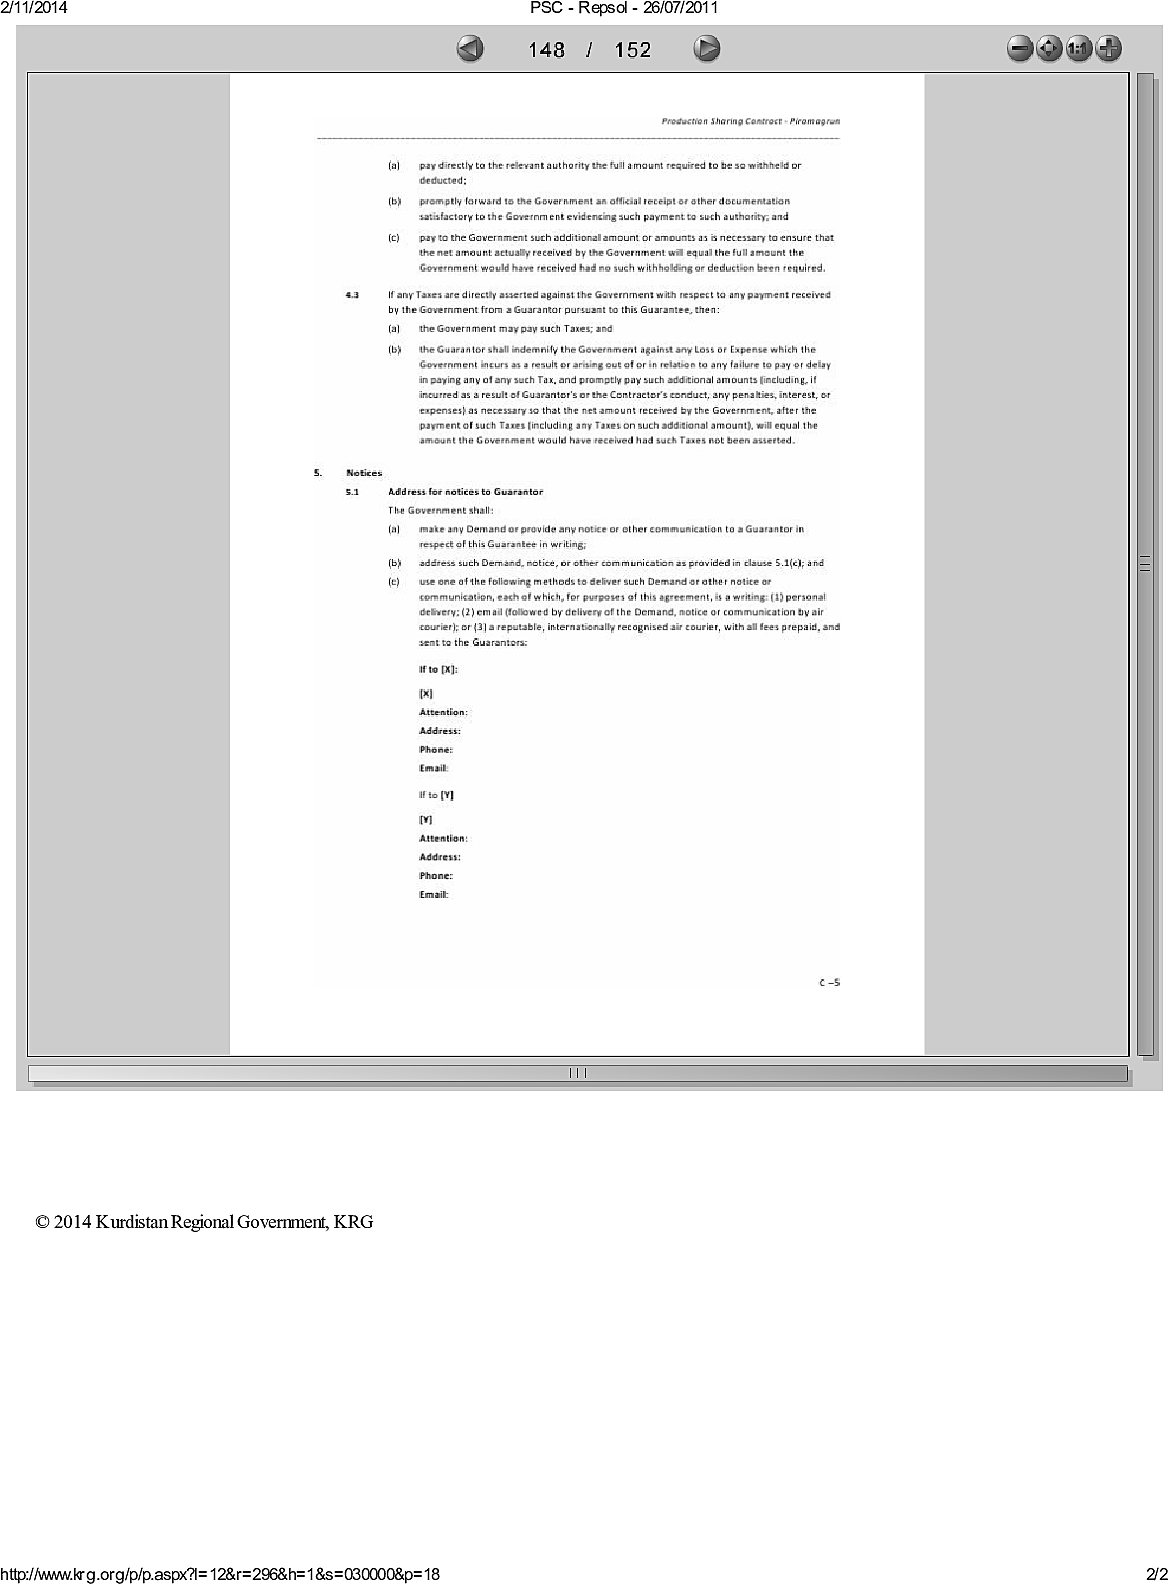 2/11/2014 PSC - Repsol - 26/07/2011
148 / 152
1:1
Production Sharing Contract - Piramagrun
(a) pay directly to the relevant authority the full amount required to be so withheld or
deducted;
(b) promptly forward to the Government an official receipt or other documentation
satisfactory to the Government evidencing such payment to such authority; and
(c) pay to the Government such additional amount or amounts as is necessary to ensure that
the net amount actually received by the Government will equal the full amount the
Government would have received had no such withholding or deduction been required.
4.3 If any Taxes are directly asserted against the Government with respect to any payment received
by the Government from a Guarantor pursuant to this Guarantee, then:
(a) the Government may pay such Taxes; and
(b) the Guarantor shall indemnify the Government against any Loss or Expense which the
Government incurs as a result or arising out of or in relation to any failure to pay or delay
in paying any of any such Tax, and promptly pay such additional amounts (including, if
incurred as a result of Guarantor's or the Contractor's conduct, any penalties, interest, or
expenses) as necessary so that the net amount received by the Government, after the
payment of such Taxes (including any Taxes on such additional amount), will equal the
amount the Government would have received had such Taxes not been asserted.
5. Notices
5.1 Address for notices to Guarantor
The Government shall:
(a) make any Demand or provide any notice or other communication to a Guarantor in
respect of this Guarantee in writing;
(b) address such Demand, notice, or other communication as provided in clause 5.1(c); and
(c) use one of the following methods to deliver such Demand or other notice or
communication, each of which, for purposes of this agreement, is a writing: (1) personal
delivery; (2) email (followed by delivery of the Demand, notice or communication by air
courier); or (3) a reputable, internationally recognised air courier, with all fees prepaid, and
sent to the Guarantors:
If to [X]:
[X]
Attention:
Address:
Phone:
Email:
If to [Y]
[Y]
Attention:
Address:
Phone:
Email:
C –5
© 2014 Kurdistan Regional Government, KRG
http://www.krg.org/p/p.aspx?l=12&r=296&h=1&s=030000&p=18 2/2